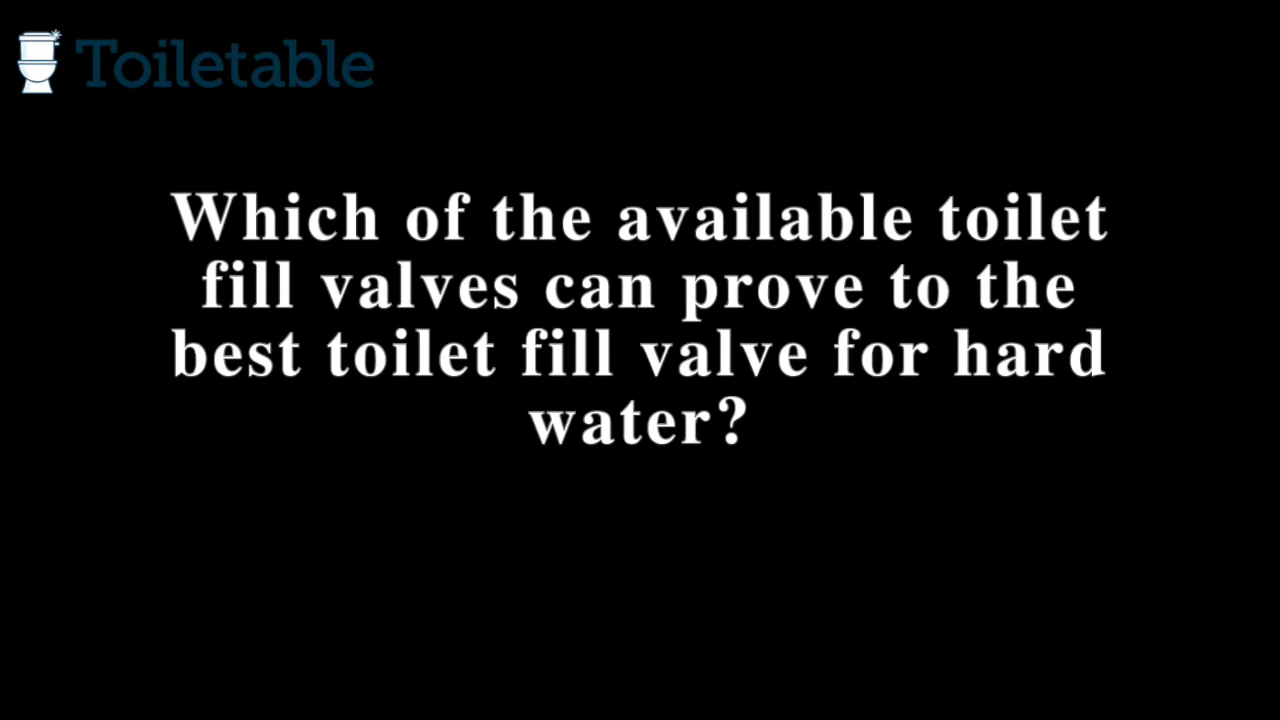 Toiletable
Which of the available toilet
fill valves can prove to the
best toilet fill valve for hard
water?